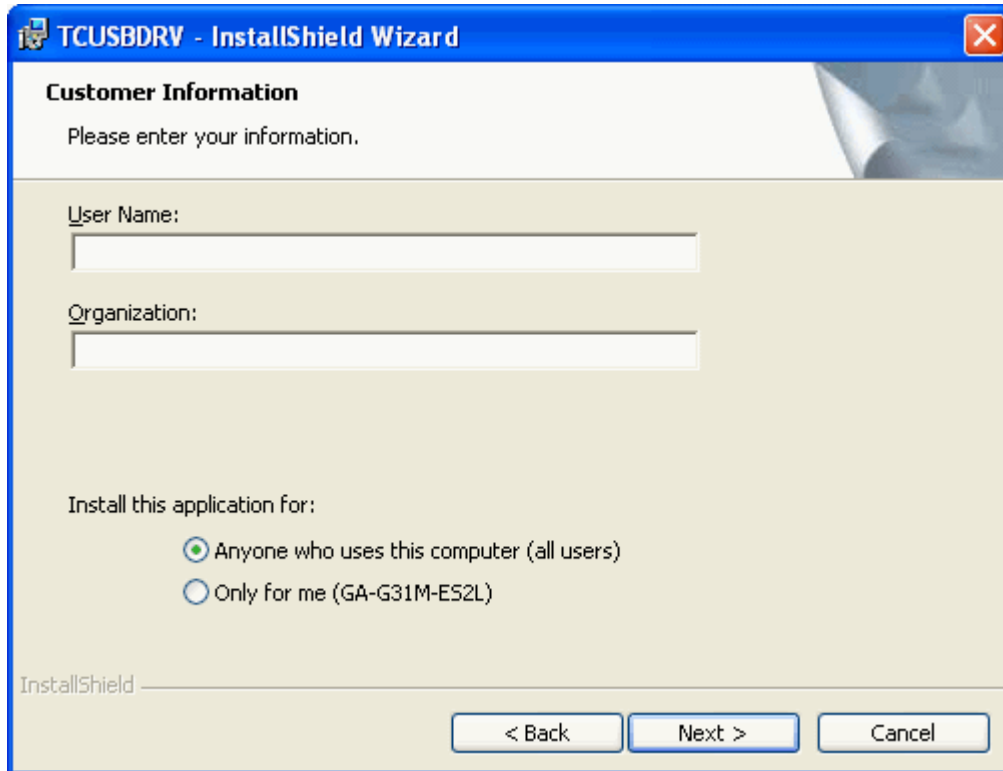 TCUSBDRV - InstallShield Wizard
Customer Information
Please enter your information.
User Name:
Organization:
Install this application for:
Anyone who uses this computer (all users)
Only for me (GA-G31M-ES2L)
InstallShield
< Back Next > Cancel